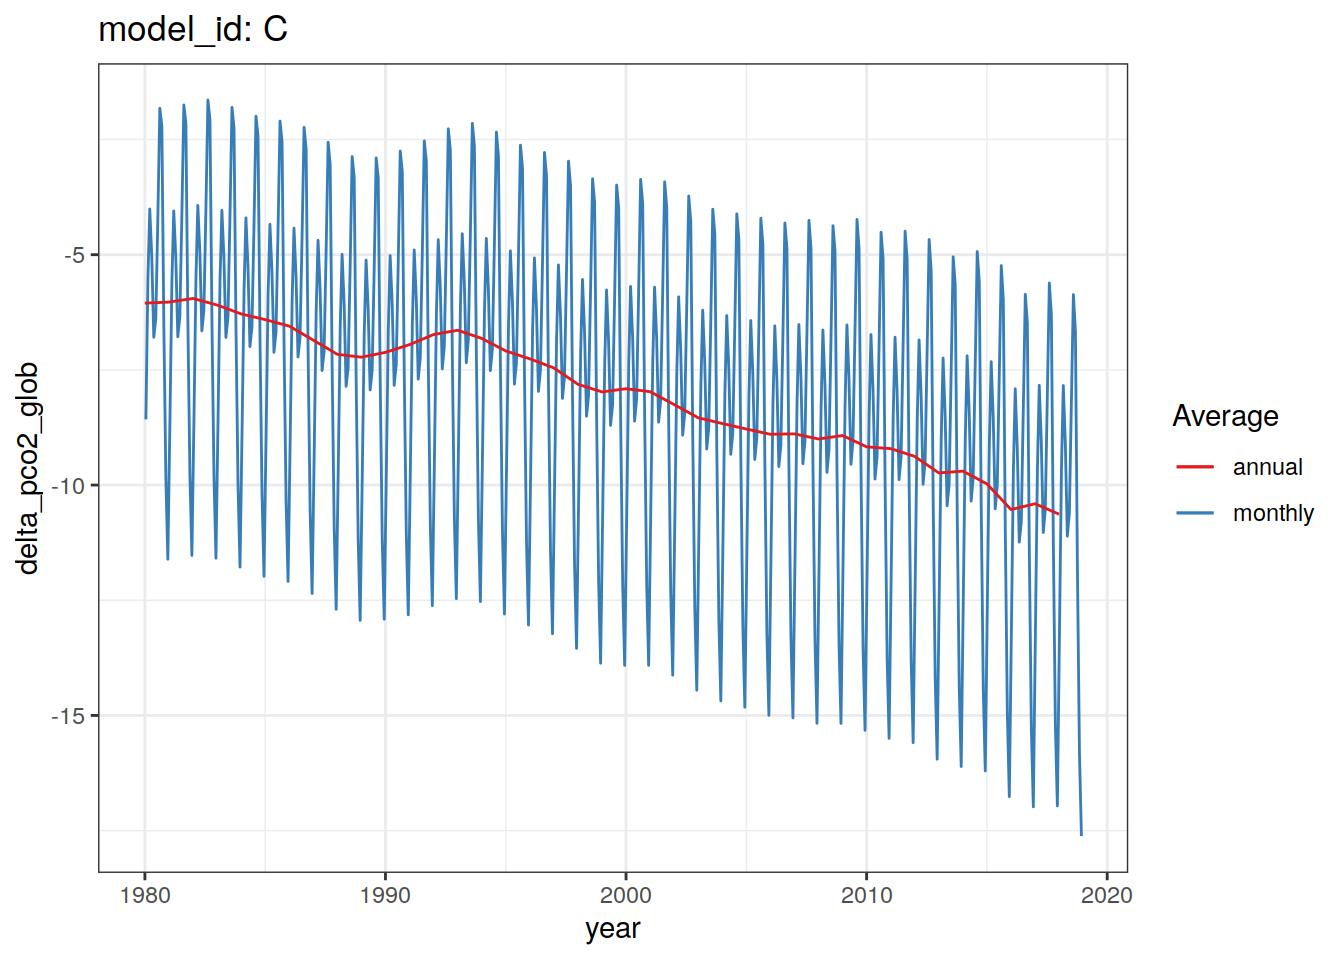 model_id: C
delta_pco2_glob
-5
-10
-15
1980
1990
2000
2010
2020
year
Average
annual
monthly